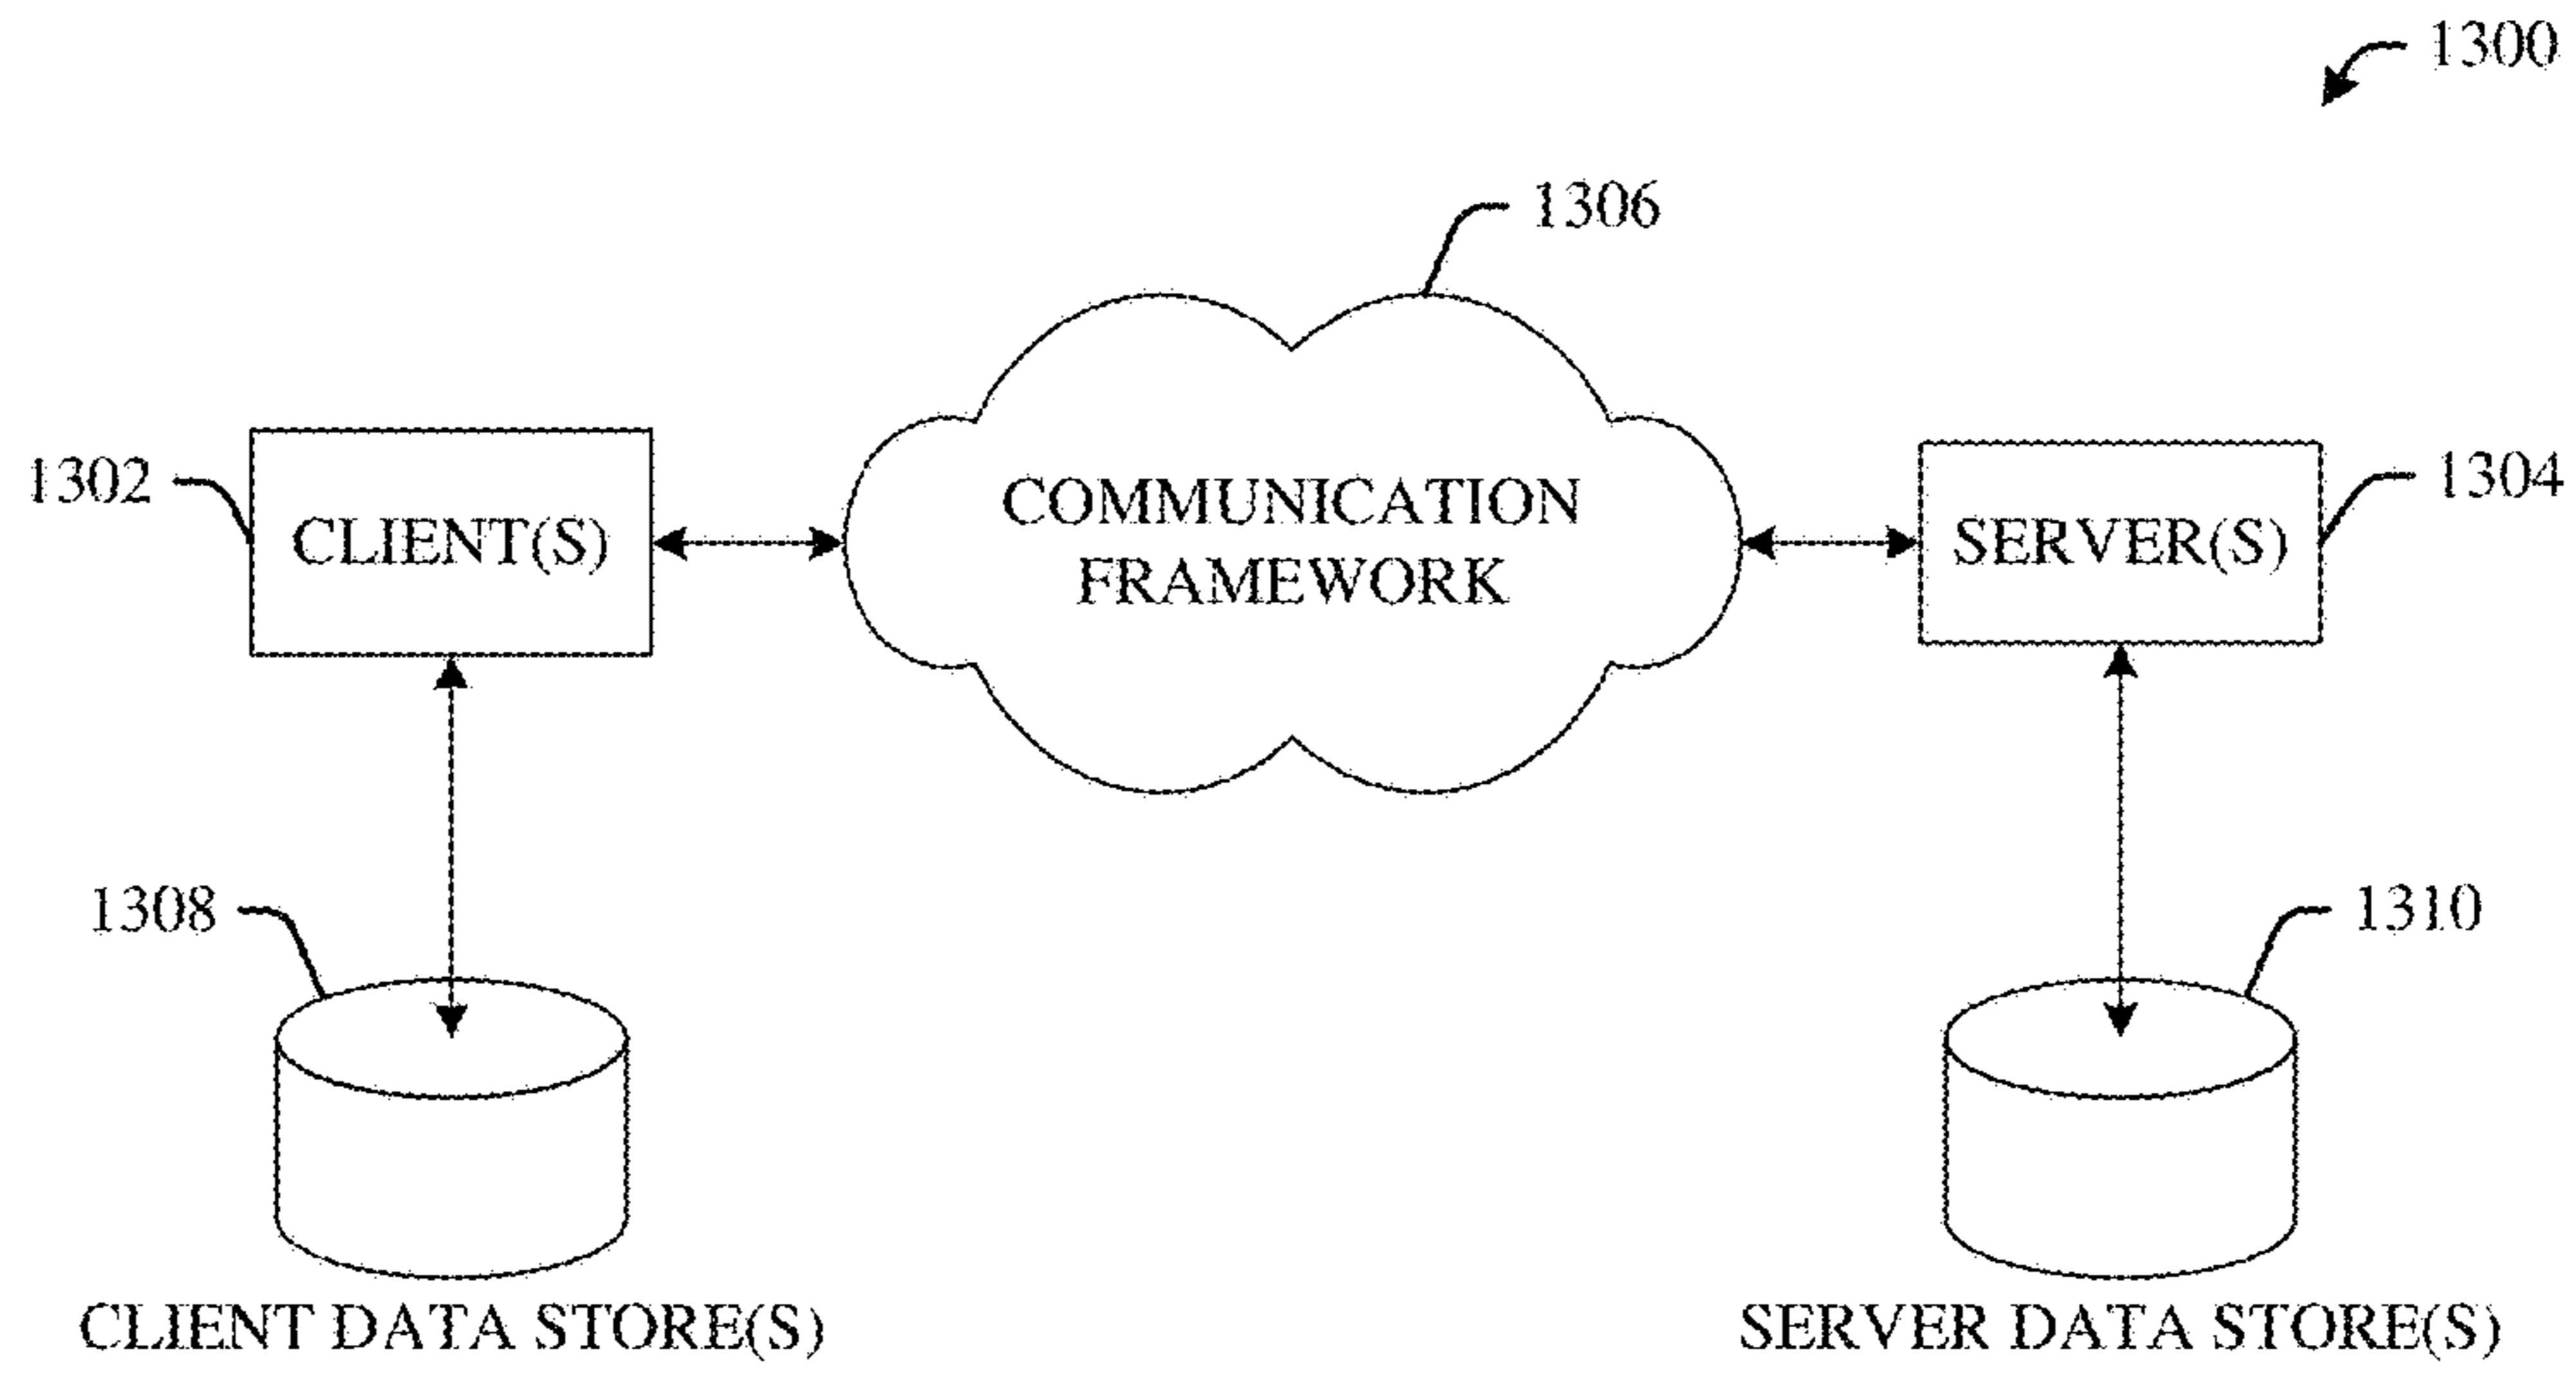 1300
1306
1302
CLIENT(S)
COMMUNICATION
FRAMEWORK
SERVER(S)
1304
1308
1310
CLIENT DATA STORE(S)
SERVER DATA STORE(S)